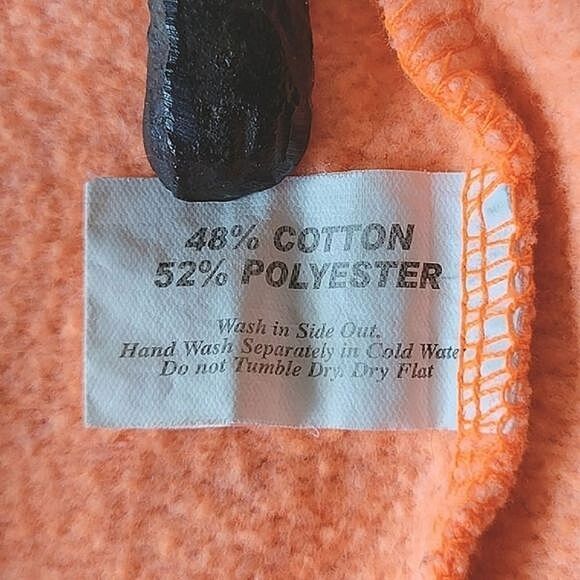 48% COTTON
52% POLYESTER
Wash in Side Out.
Hand Wash Separately in Cold Wate
Do not Tumble Dry. Dry Flat